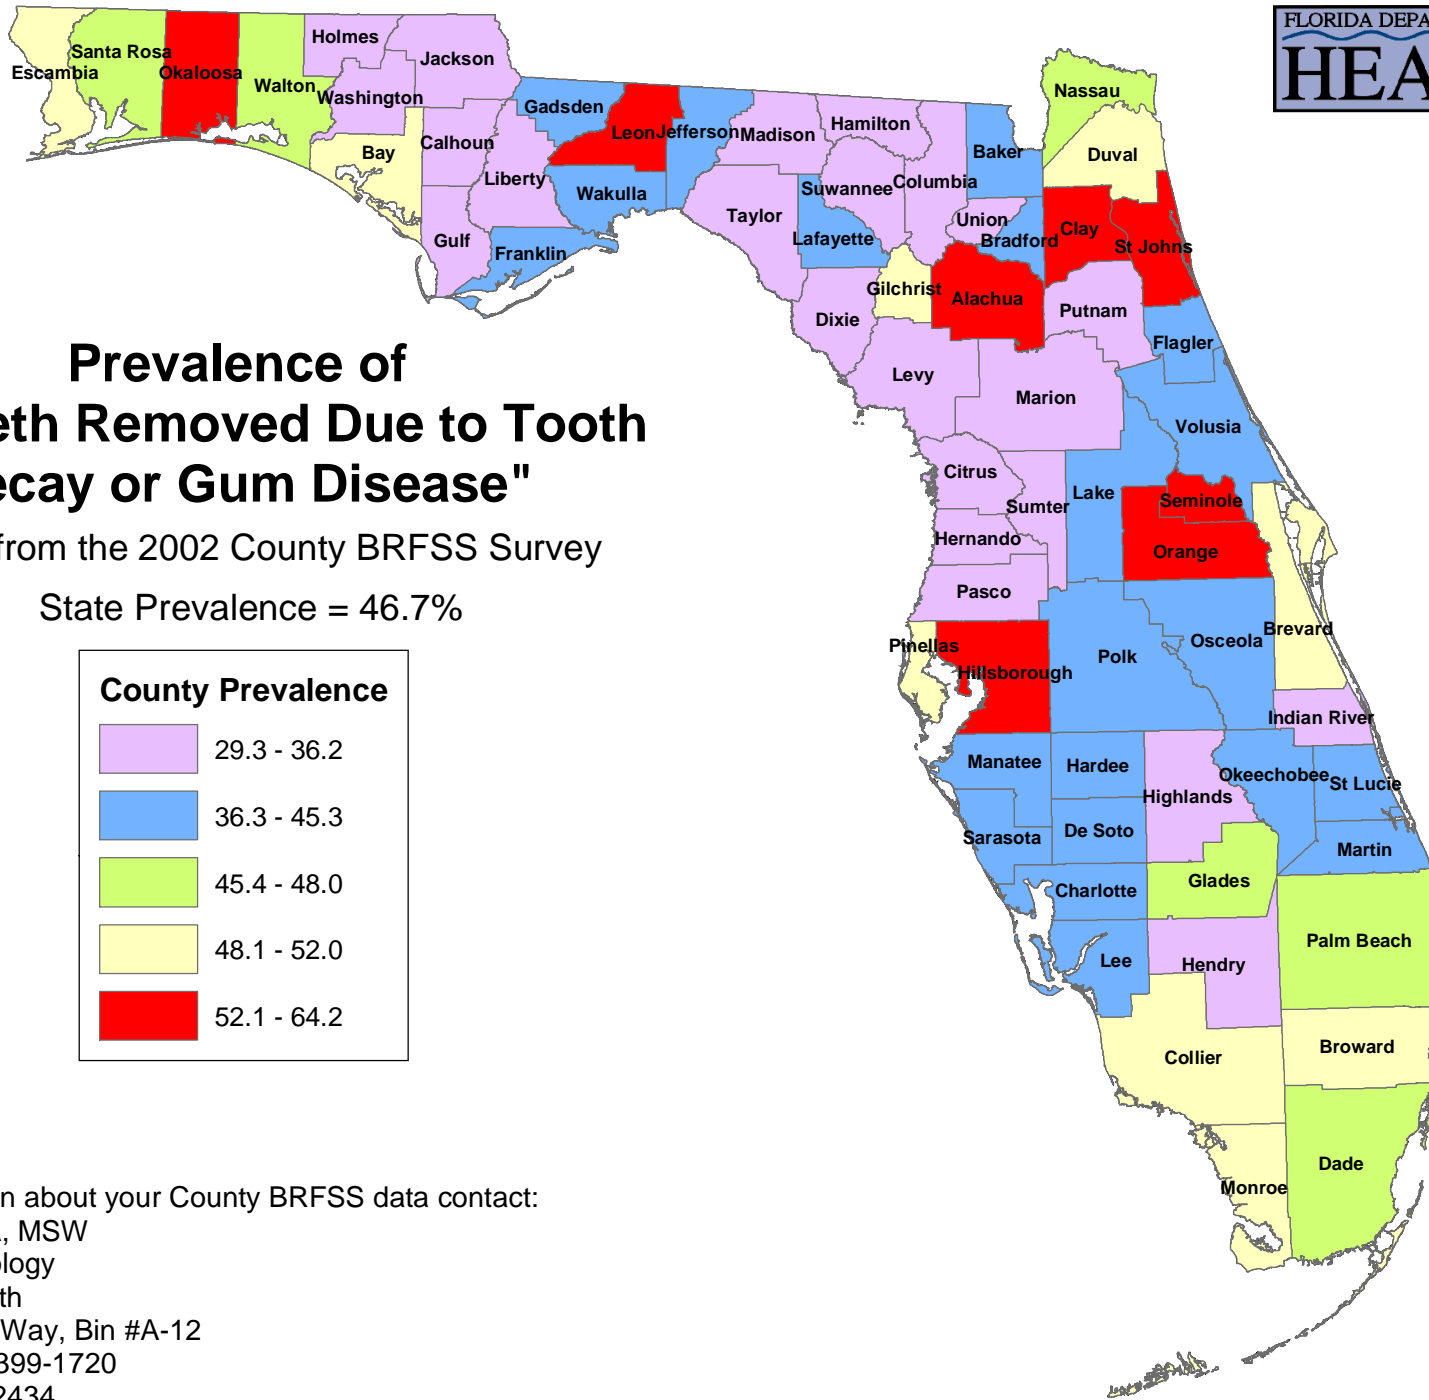 FLORIDA DEPA
HEA
Holmes
Jackson
Santa Rosa
Escambia
Okaloosa
Walton
Washington
Gadsden
Leon
Jefferson
Madison
Hamilton
Nassau
Bay
Calhoun
Liberty
Wakulla
Suwannee
Columbia
Baker
Duval
Taylor
Union
Bradford
Clay
St Johns
Gulf
Franklin
Lafayette
Gilchrist
Alachua
Putnam
Dixie
Flagler
Levy
Marion
Volusia
Citrus
Sumter
Lake
Seminole
Hernando
Orange
Pasco
Pinellas
Hillsborough
Polk
Osceola
Brevard
Indian River
Manatee
Hardee
Highlands
Okeechobee
St Lucie
Sarasota
De Soto
Martin
Charlotte
Glades
Lee
Hendry
Palm Beach
Collier
Broward
Dade
Monroe
Prevalence of
eth Removed Due to Tooth
ecay or Gum Disease"
from the 2002 County BRFSS Survey
State Prevalence = 46.7%
County Prevalence
29.3 - 36.2
36.3 - 45.3
45.4 - 48.0
48.1 - 52.0
52.1 - 64.2
n about your County BRFSS data contact:
, MSW
ology
th
Way, Bin #A-12
399-1720
2434